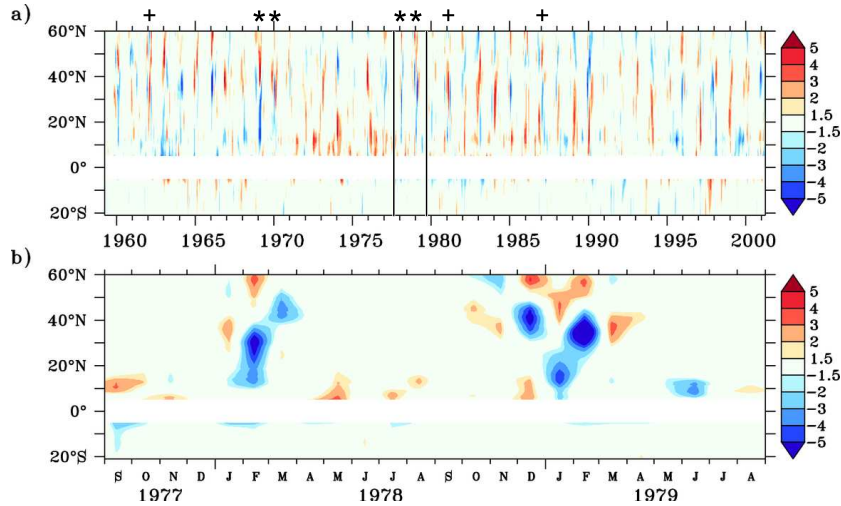 a)
+ * * * * + +
60°N
40°N
20°N
0°
20°S
1960 1965 1970 1975 1980 1985 1990 1995 2000
5
4
3
2
1.5
-1.5
-2
-3
-4
-5
b)
60°N
40°N
20°N
0°
20°S
S O N D J F M A M J J A S O N D J F M A M J J A
1977 1978 1979
5
4
3
2
1.5
-1.5
-2
-3
-4
-5